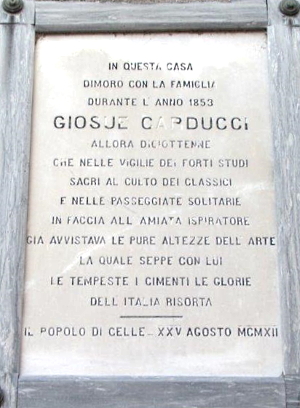 IN QUESTA CASA
DIMORO CON LA FAMIGLIA
DURANTE L ANNO 1853
GIOSUE CARDUCCI
ALLORA DICIOTTENNE
CHE NELLE VIGILIE DEI FORTI STUDI
SACRI AL CULTO DEI CLASSICI
E NELLE PASSEGGIATE SOLITARIE
IN FACCIA ALL AMIATA ISPIRATORE
GIA AVVISTAVA LE PURE ALTEZZE DELL ARTE
LA QUALE SEPPE CON LUI
LE TEMPESTE I CIMENTI LE GLORIE
DELL ITALIA RISORTA
IL POPOLO DI CELLE - XXV AGOSTO MCMXII